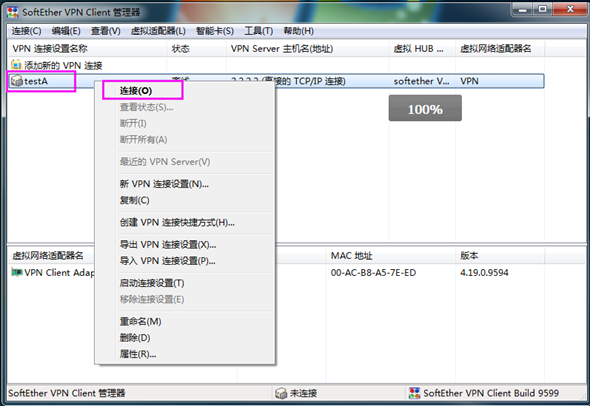 SoftEther VPN Client 管理器
连接(C) 编辑(E) 查看(V) 虚拟适配器(L) 智能卡(S) 工具(T) 帮助(H)
VPN 连接设置名称 状态 VPN Server 主机名(地址) 虚拟 HUB ... 虚拟网络适配器名
添加新的 VPN 连接
testA (直接的 TCP/IP 连接) softether V... VPN
100%
连接(O)
查看状态(S)...
断开(I)
断开所有(A)
最近的 VPN Server(V)
新 VPN 连接设置(N)...
复制(C)
创建 VPN 连接快捷方式(H)...
导出 VPN 连接设置(X)...
导入 VPN 连接设置(P)...
启动连接设置(T)
移除连接设置(E)
重命名(M)
删除(D)
属性(R)...
虚拟网络适配器名 MAC 地址 版本
VPN Client Adap 00-AC-B8-A5-7E-ED 4.19.0.9594
SoftEther VPN Client 管理器 未连接 SoftEther VPN Client Build 9599